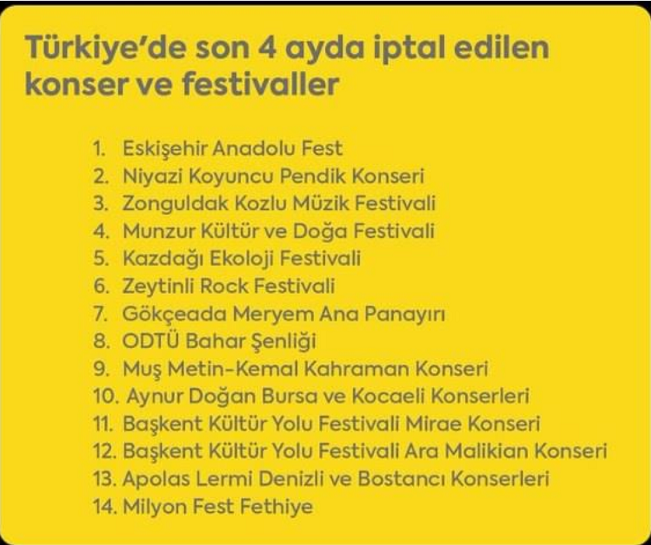 Türkiye'de son 4 ayda iptal edilen
konser ve festivaller
1. Eskişehir Anadolu Fest
2. Niyazi Koyuncu Pendik Konseri
3. Zonguldak Kozlu Müzik Festivali
4. Munzur Kültür ve Doğa Festivali
5. Kazdağı Ekoloji Festivali
6. Zeytinli Rock Festivali
7. Gökçeada Meryem Ana Panayırı
8. ODTÜ Bahar Şenliği
9. Muş Metin-Kemal Kahraman Konseri
10. Aynur Doğan Bursa ve Kocaeli Konserleri
11. Başkent Kültür Yolu Festivali Mirae Konseri
12. Başkent Kültür Yolu Festivali Ara Malikian Konseri
13. Apolas Lermi Denizli ve Bostancı Konserleri
14. Milyon Fest Fethiye